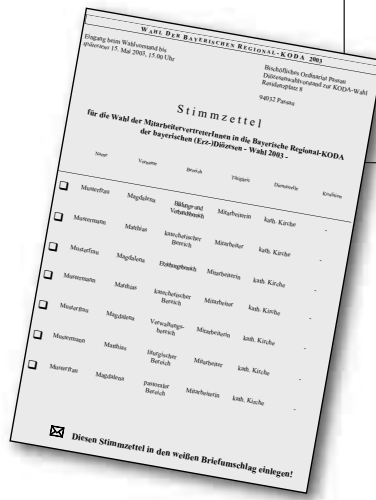 WAHL DER BAYERISCHEN REGIONAL-KODA 2003
Eingang beim Wahlvorstand bis
spätestens 15. Mai 2003, 15.00 Uhr
Bischöfliches Ordinariat Passau
Diözesanwahlvorstand zur KODA-Wahl
Residenzplatz 8
94032 Passau
Stimmzettel
für die Wahl der MitarbeitervertreterInnen in die Bayerische Regional-KODA
der bayerischen (Erz-)Diözesen - Wahl 2003 -
Name Vorname Bereich Tätigkeit Dienststelle
Musterfrau Magdalena Bildungs- und Verbandsbereich Mitarbeiterin kath. Kirche -
Mustermann Matthias katechetischer Bereich Mitarbeiter kath. Kirche -
Musterfrau Magdalena Erziehungsbereich Mitarbeiterin kath. Kirche -
Mustermann Matthias katechetischer Bereich Mitarbeiter kath. Kirche -
Musterfrau Magdalena Verwaltungs- bereich Mitarbeiterin kath. Kirche -
Mustermann Matthias liturgischer Bereich Mitarbeiter kath. Kirche -
Musterfrau Magdalena pastoraler Bereich Mitarbeiterin kath. Kirche -
Diesen Stimmzettel in den weißen Briefumschlag einlegen!